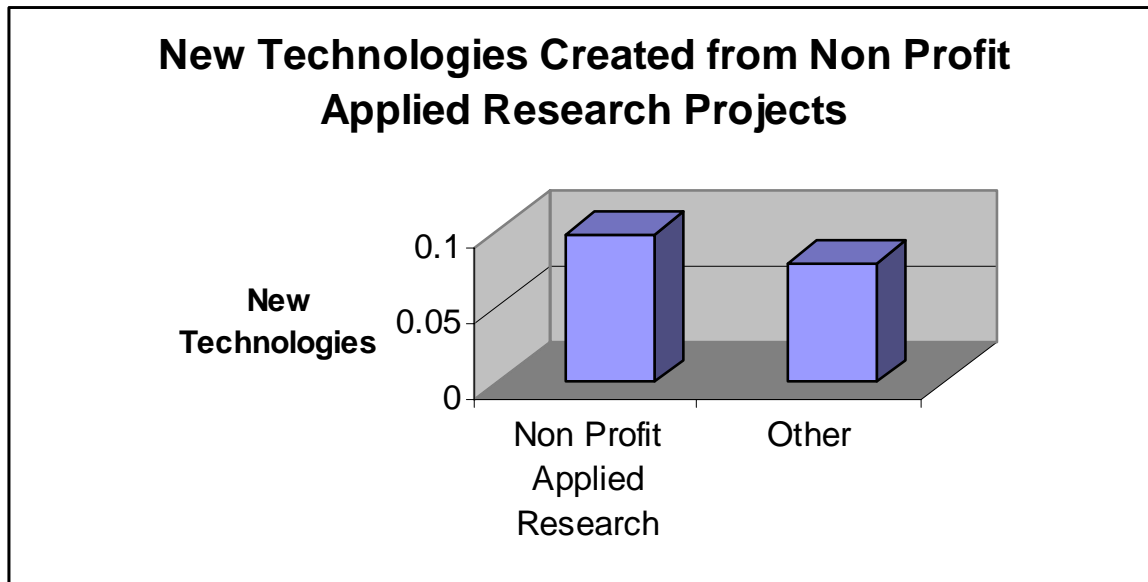 New Technologies Created from Non Profit
Applied Research Projects
0.1
New
Technologies
0.05
0
Non Profit
Applied
Research
Other